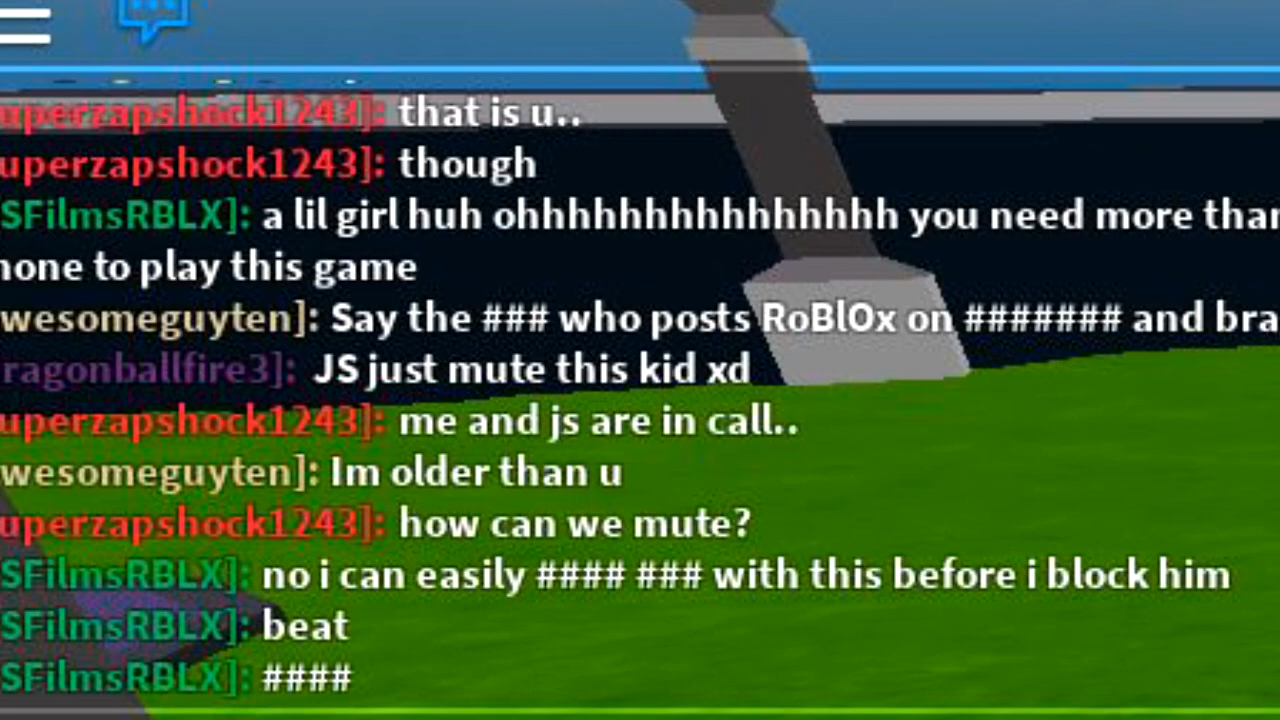 uperzapshock1243]: that is u..
uperzapshock1243]: though
SFilmsRBLX]: a lil girl huh ohhhhhhhhhhhhhhh you need more than
none to play this game
wesomeguyten]: Say the ### who posts RoBlOx on ####### and bra
ragonballfire3]: JS just mute this kid xd
uperzapshock1243]: me and js are in call..
wesomeguyten]: Im older than u
uperzapshock1243]: how can we mute?
SFilmsRBLX]: no i can easily #### ### with this before i block him
SFilmsRBLX]: beat
SFilmsRBLX]: ####